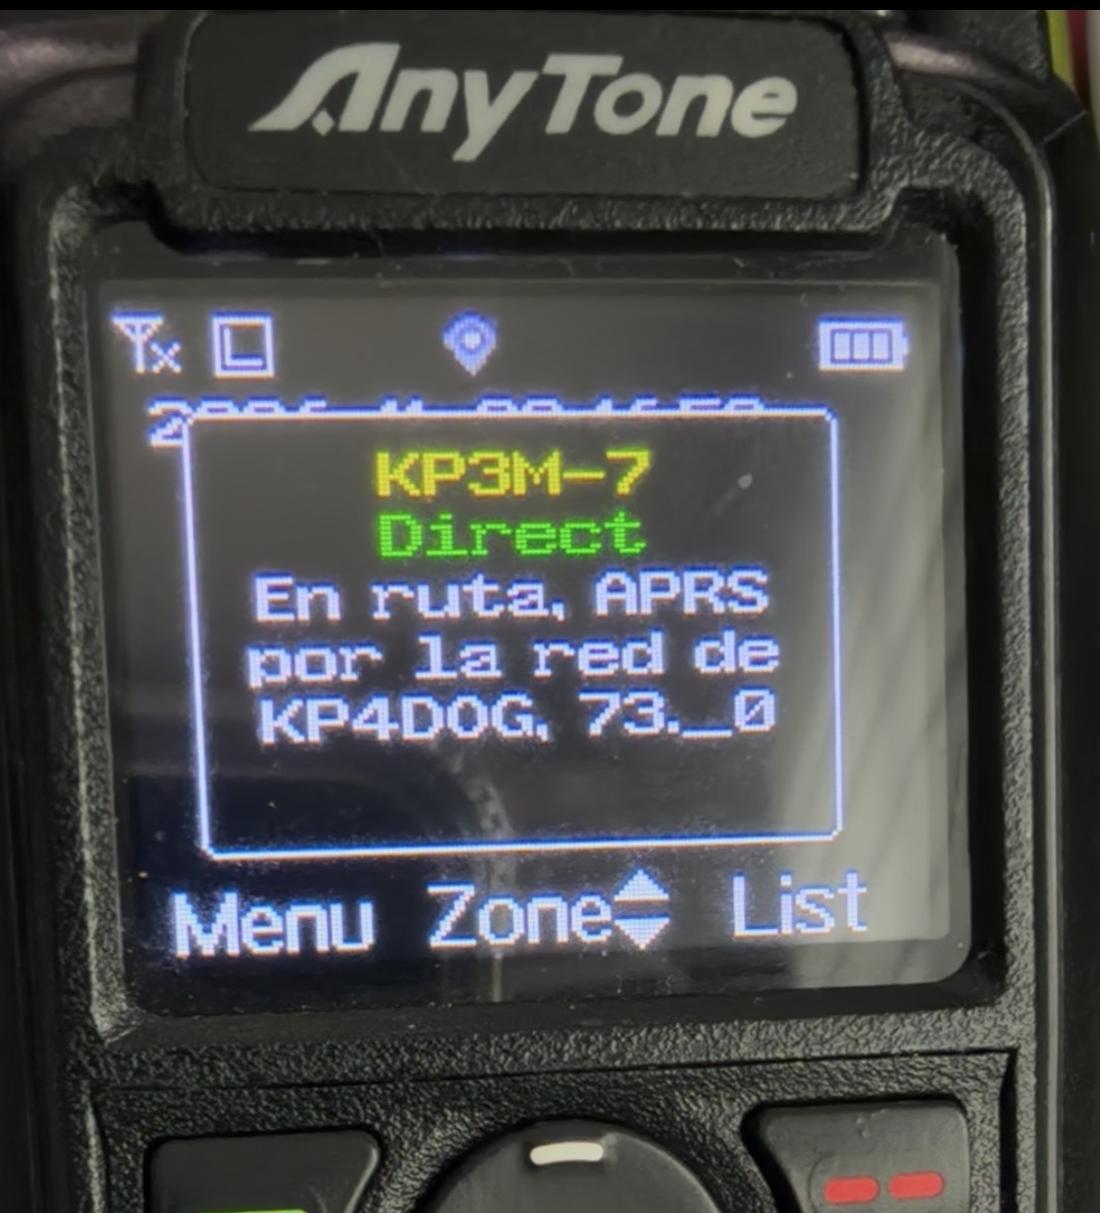 AnyTone
KP3M-7
Direct
En ruta, APRS
por la red de
KP4DOG, 73._0
Menu Zone List